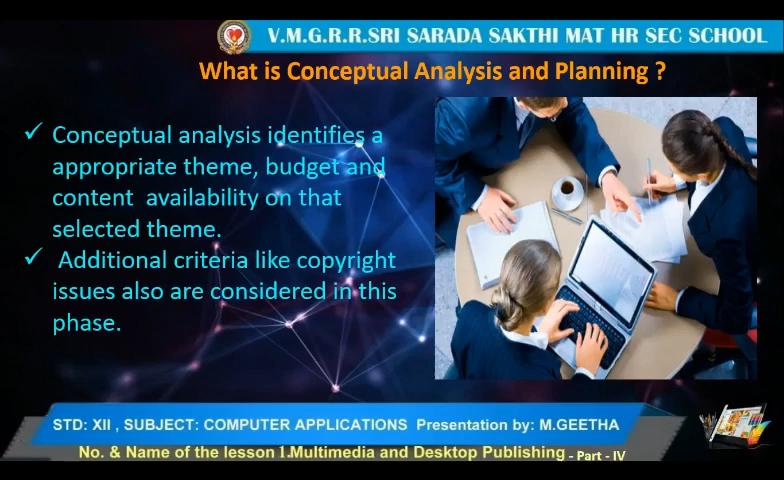 V.M.G.R.R.SRI SARADA SAKTHI MAT HR SEC SCHOOL
What is Conceptual Analysis and Planning ?
✓ Conceptual analysis identifies a
appropriate theme, budget and
content availability on that
selected theme.
✓ Additional criteria like copyright
issues also are considered in this
phase.
STD: XII , SUBJECT: COMPUTER APPLICATIONS Presentation by: M.GEETHA
No. & Name of the lesson 1.Multimedia and Desktop Publishing - Part - IV